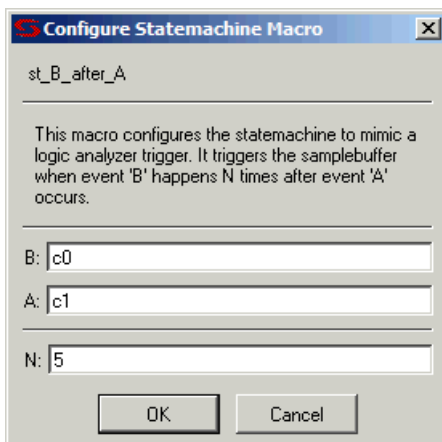 Configure Statemachine Macro
st_B_after_A
This macro configures the statemachine to mimic a
logic analyzer trigger. It triggers the samplebuffer
when event 'B' happens N times after event 'A'
occurs.
B: c0
A: c1
N: 5
OK Cancel